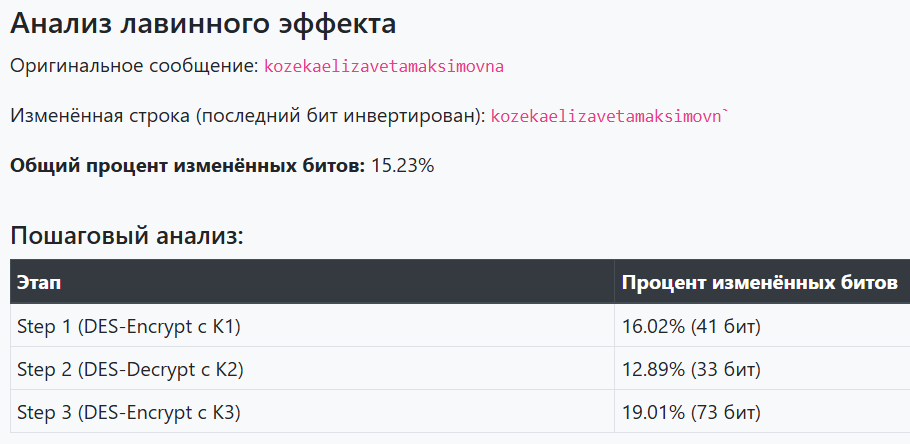 Анализ лавинного эффекта
Оригинальное сообщение: kozekaelizavetamaksimovna
Изменённая строка (последний бит инвертирован): kozekaelizavetamaksimovn`
Общий процент изменённых битов: 15.23%
Пошаговый анализ:
Этап Процент изменённых битов
Step 1 (DES-Encrypt с K1) 16.02% (41 бит)
Step 2 (DES-Decrypt с K2) 12.89% (33 бит)
Step 3 (DES-Encrypt с K3) 19.01% (73 бит)